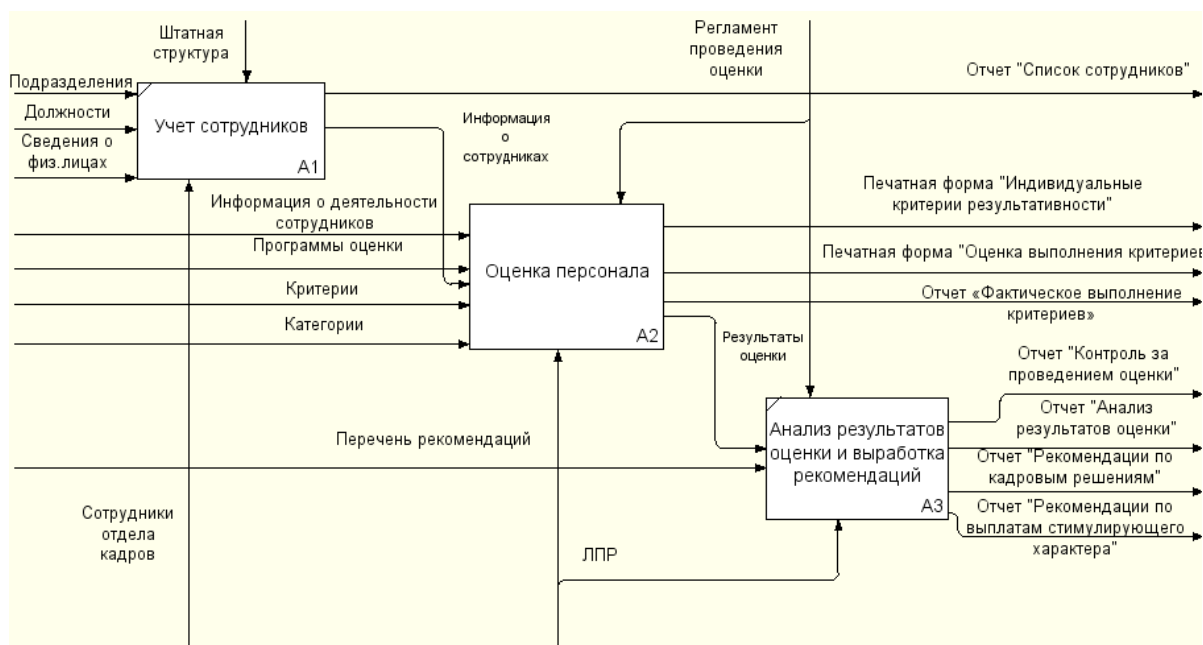 Штатная
структура
Регламент
проведения
оценки
Подразделения
Должности
Сведения о
физ.лицах
Учет сотрудников
A1
Отчет "Список сотрудников"
Информация
о
сотрудниках
Информация о деятельности
сотрудников
Программы оценки
Критерии
Категории
Оценка персонала
A2
Печатная форма "Индивидуальные
критерии результативности"
Печатная форма "Оценка выполнения критериев
Отчет «Фактическое выполнение
критериев»
Результаты
оценки
Перечень рекомендаций
Анализ результатов
оценки и выработка
рекомендаций
A3
Отчет "Контроль за
проведением оценки"
Отчет "Анализ
результатов оценки"
Отчет "Рекомендации по
кадровым решениям"
Отчет "Рекомендации по
выплатам стимулирующего
характера"
Сотрудники
отдела
кадров
ЛПР